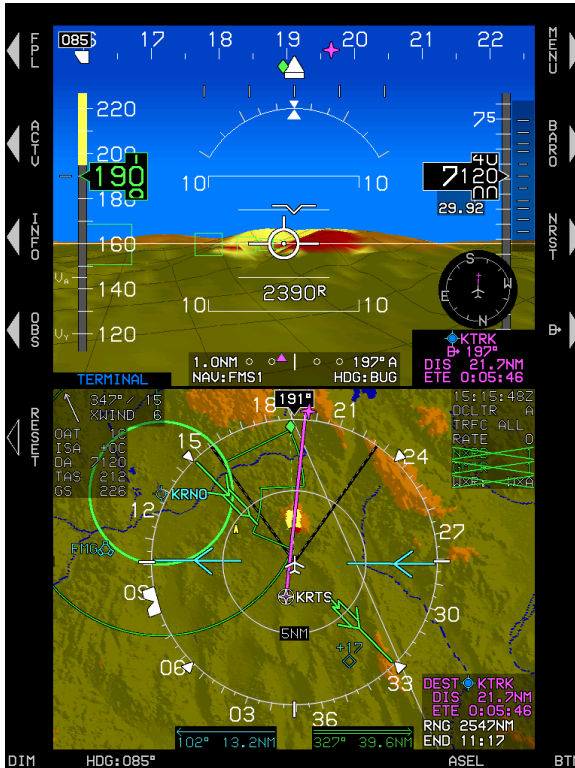 FPL
ACTV
INFO
OBS
RESET
MENU
BARO
NRST
085
16 17 18 19 20 21 22
220
200
190
180
160
140
120
VA
VY
10 10
10 10
2390R
75
7120
29.92
S
E W
N
KTRK
197°
DIS 21.7NM
ETE 0:05:46
1.0NM 197°A
NAV:FMS1 HDG:BUG
TERMINAL
347°/ 15
XWIND 6
OAT 1C
ISA +0C
DA 7120
TAS 212
GS 226
191°
15:15:48Z
DCLTR A
TRFC ALL
RATE 0
18 21
15 24
12 27
09 30
06 33
03 36
KRNO
FMG
A
KRTS
5NM
+17
DEST KTRK
DIS 21.7NM
ETE 0:05:46
RNG 2547NM
END 11:17
102° 13.2NM
327° 39.6NM
DIM HDG:085° ASEL